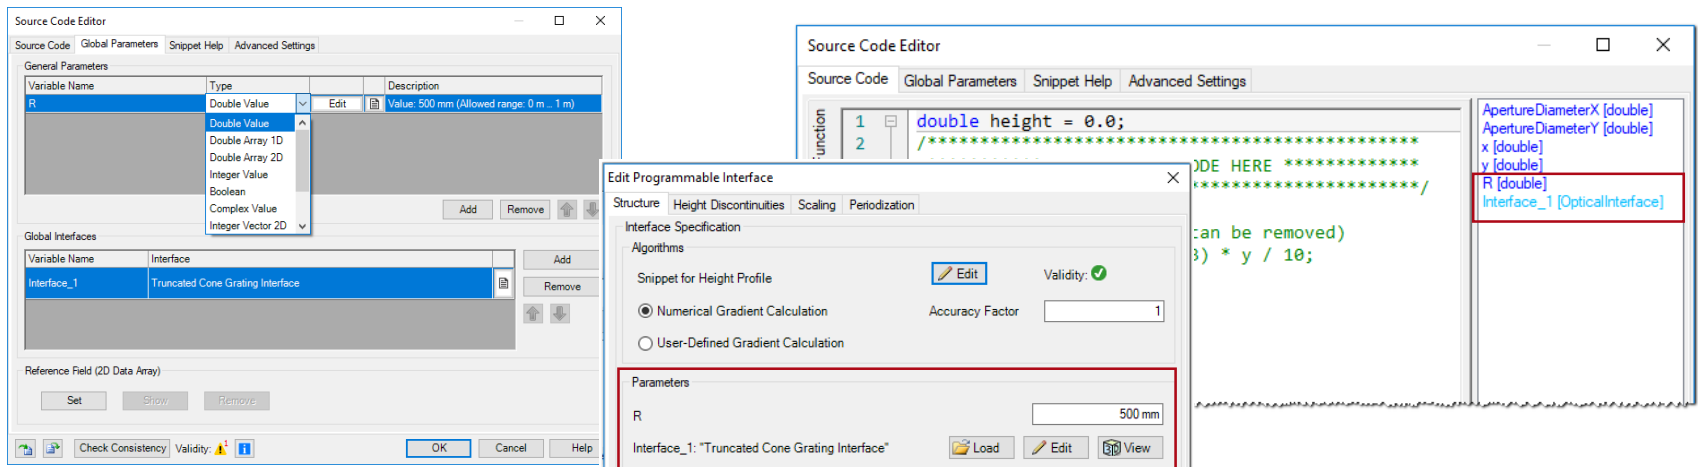 Source Code Editor
Source Code Global Parameters Snippet Help Advanced Settings
General Parameters
Variable Name Type Description
R Double Value Edit Value: 500 mm (Allowed range: 0 m .. 1 m)
Double Value
Double Array 1D
Double Array 2D
Integer Value
Boolean
Complex Value
Integer Vector 2D
Add Remove
Global Interfaces
Variable Name Interface
Interface_1 Truncated Cone Grating Interface
Add
Remove
Reference Field (2D Data Array)
Set Show Remove
Check Consistency Validity: 1
OK Cancel Help
Edit Programmable Interface
Structure Height Discontinuities Scaling Periodization
Interface Specification
Algorithms
Snippet for Height Profile Edit Validity:
Numerical Gradient Calculation Accuracy Factor 1
User-Defined Gradient Calculation
Parameters
R 500 mm
Interface_1: "Truncated Cone Grating Interface" Load Edit View
Source Code Editor
Source Code Global Parameters Snippet Help Advanced Settings
1 double height = 0.0;
2 /***********************************************
HERE *************
**********************/
can be removed)
) * y / 10;
ApertureDiameterX [double]
ApertureDiameterY [double]
x [double]
y [double]
R [double]
Interface_1 [OpticalInterface]